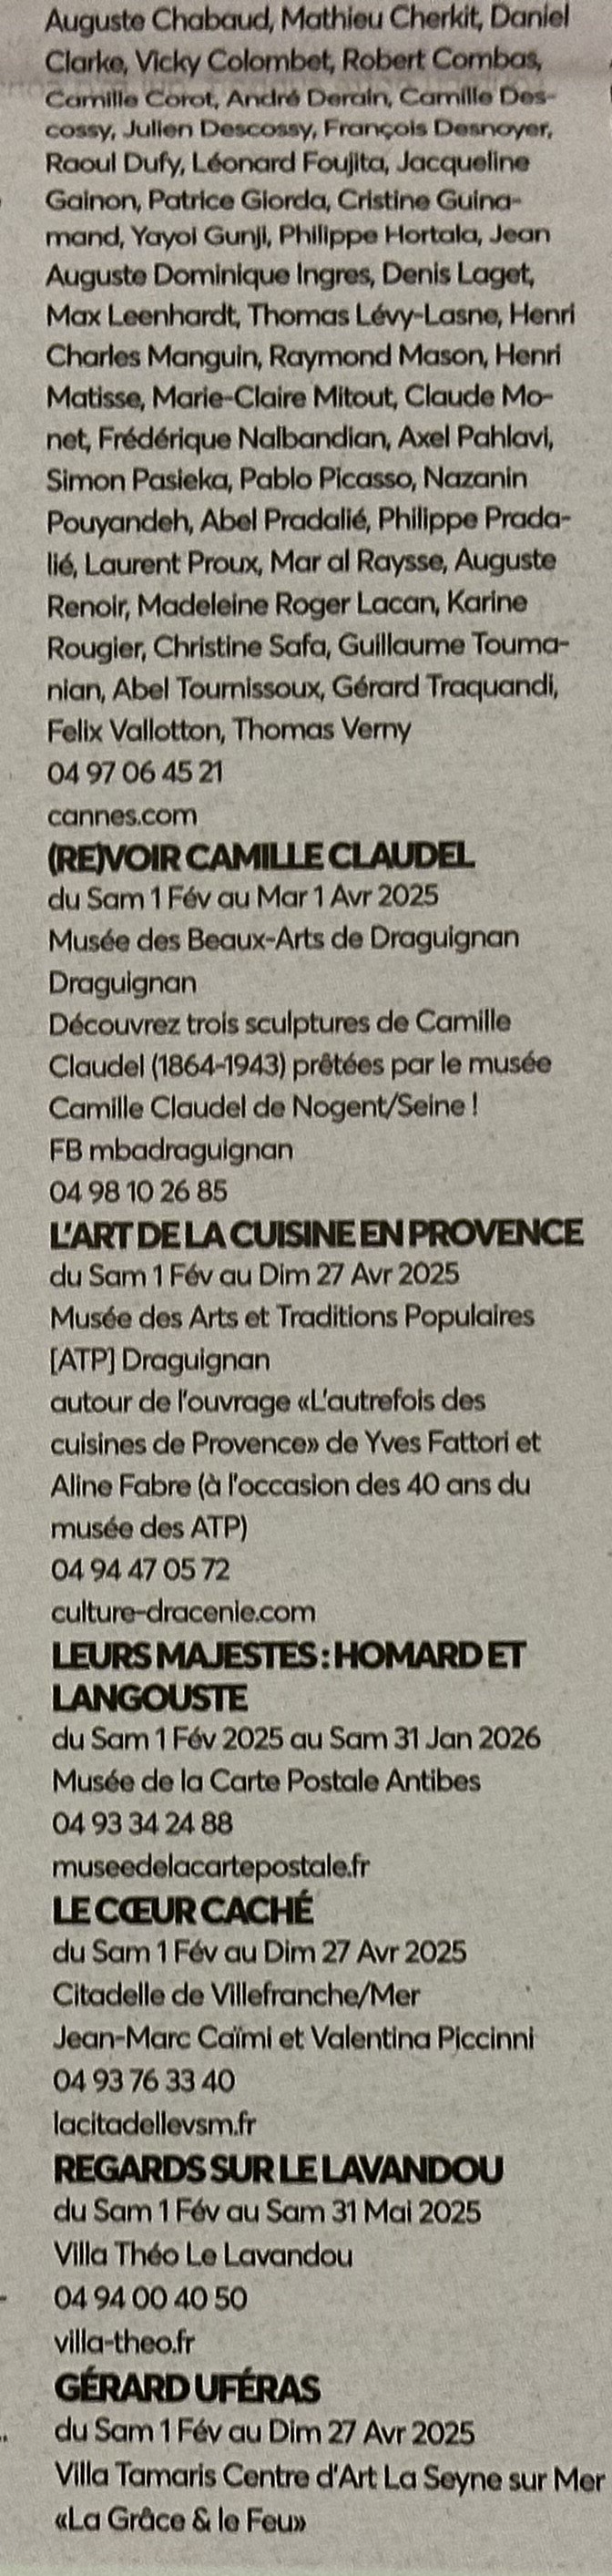 Auguste Chabaud, Mathieu Cherkit, Daniel
Clarke, Vicky Colombet, Robert Combas,
Camille Corot, André Derain, Camille Des-
cossy, Julien Descossy, François Desnoyer,
Raoul Dufy, Léonard Foujita, Jacqueline
Gainon, Patrice Giorda, Cristine Guina-
mand, Yayoi Gunji, Philippe Hortala, Jean
Auguste Dominique Ingres, Denis Laget,
Max Leenhardt, Thomas Lévy-Lasne, Henri
Charles Manguin, Raymond Mason, Henri
Matisse, Marie-Claire Mitout, Claude Mo-
net, Frédérique Nalbandian, Axel Pahlavi,
Simon Pasieka, Pablo Picasso, Nazanin
Pouyandeh, Abel Pradalié, Philippe Prada-
lié, Laurent Proux, Mar al Raysse, Auguste
Renoir, Madeleine Roger Lacan, Karine
Rougier, Christine Safa, Guillaume Touma-
nian, Abel Tournissoux, Gérard Traquandi,
Felix Vallotton, Thomas Verny
04 97 06 45 21
cannes.com
(RE)VOIR CAMILLE CLAUDEL
du Sam 1 Fév au Mar 1 Avr 2025
Musée des Beaux-Arts de Draguignan
Draguignan
Découvrez trois sculptures de Camille
Claudel (1864-1943) prêtées par le musée
Camille Claudel de Nogent/Seine !
FB mbadraguignan
04 98 10 26 85
L'ART DE LA CUISINE EN PROVENCE
du Sam 1 Fév au Dim 27 Avr 2025
Musée des Arts et Traditions Populaires
[ATP] Draguignan
autour de l'ouvrage «L'autrefois des
cuisines de Provence» de Yves Fattori et
Aline Fabre (à l'occasion des 40 ans du
musée des ATP)
04 94 47 05 72
culture-dracenie.com
LEURS MAJESTES : HOMARD ET
LANGOUSTE
du Sam 1 Fév 2025 au Sam 31 Jan 2026
Musée de la Carte Postale Antibes
04 93 34 24 88
museedelacartepostale.fr
LE CŒUR CACHÉ
du Sam 1 Fév au Dim 27 Avr 2025
Citadelle de Villefranche/Mer
Jean-Marc Caïmi et Valentina Piccinni
04 93 76 33 40
lacitadellevsm.fr
REGARDS SUR LE LAVANDOU
du Sam 1 Fév au Sam 31 Mai 2025
Villa Théo Le Lavandou
04 94 00 40 50
villa-theo.fr
GÉRARD UFÉRAS
du Sam 1 Fév au Dim 27 Avr 2025
Villa Tamaris Centre d'Art La Seyne sur Mer
«La Grâce & le Feu»